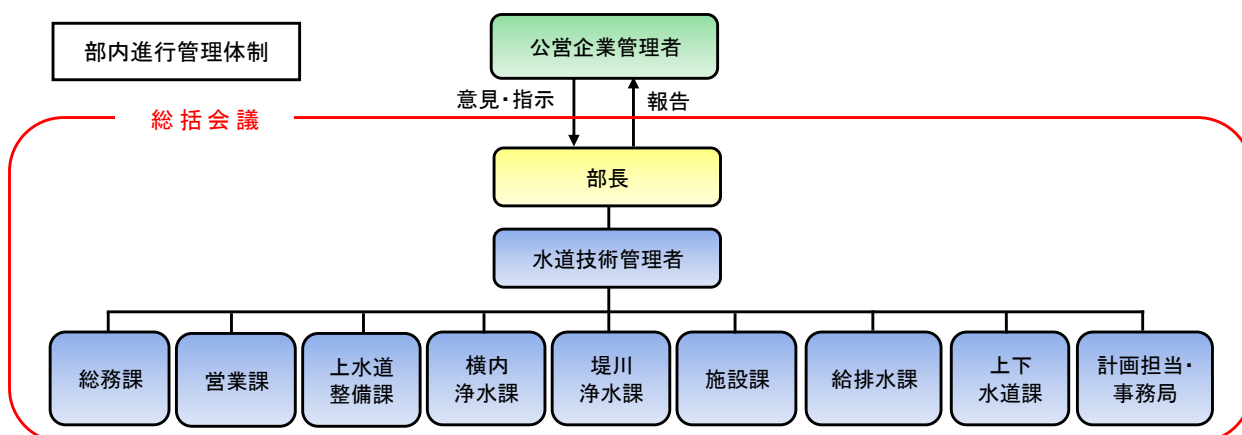 部内進行管理体制
公営企業管理者
意見・指示
報告
総括会議
部長
水道技術管理者
総務課
営業課
上水道
整備課
横内
浄水課
堤川
浄水課
施設課
給排水課
上下
水道課
計画担当・
事務局